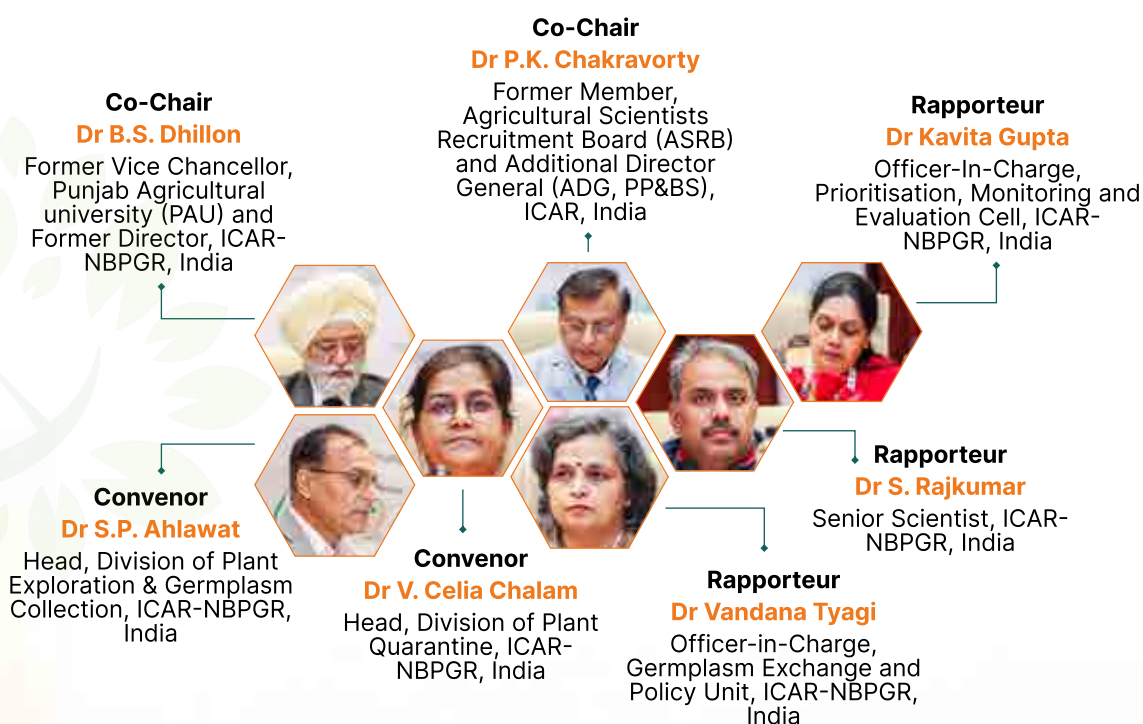 Co-Chair
Dr P.K. Chakravorty
Former Member,
Agricultural Scientists
Recruitment Board (ASRB)
and Additional Director
General (ADG, PP&BS),
ICAR, India
Co-Chair
Dr B.S. Dhillon
Former Vice Chancellor,
Punjab Agricultural
university (PAU) and
Former Director, ICAR-
NBPGR, India
Rapporteur
Dr Kavita Gupta
Officer-In-Charge,
Prioritisation, Monitoring and
Evaluation Cell, ICAR-
NBPGR, India
Convenor
Dr S.P. Ahlawat
Head, Division of Plant
Exploration & Germplasm
Collection, ICAR-NBPGR,
India
Convenor
Dr V. Celia Chalam
Head, Division of Plant
Quarantine, ICAR-
NBPGR, India
Rapporteur
Dr Vandana Tyagi
Officer-in-Charge,
Germplasm Exchange and
Policy Unit, ICAR-NBPGR,
India
Rapporteur
Dr S. Rajkumar
Senior Scientist, ICAR-
NBPGR, India